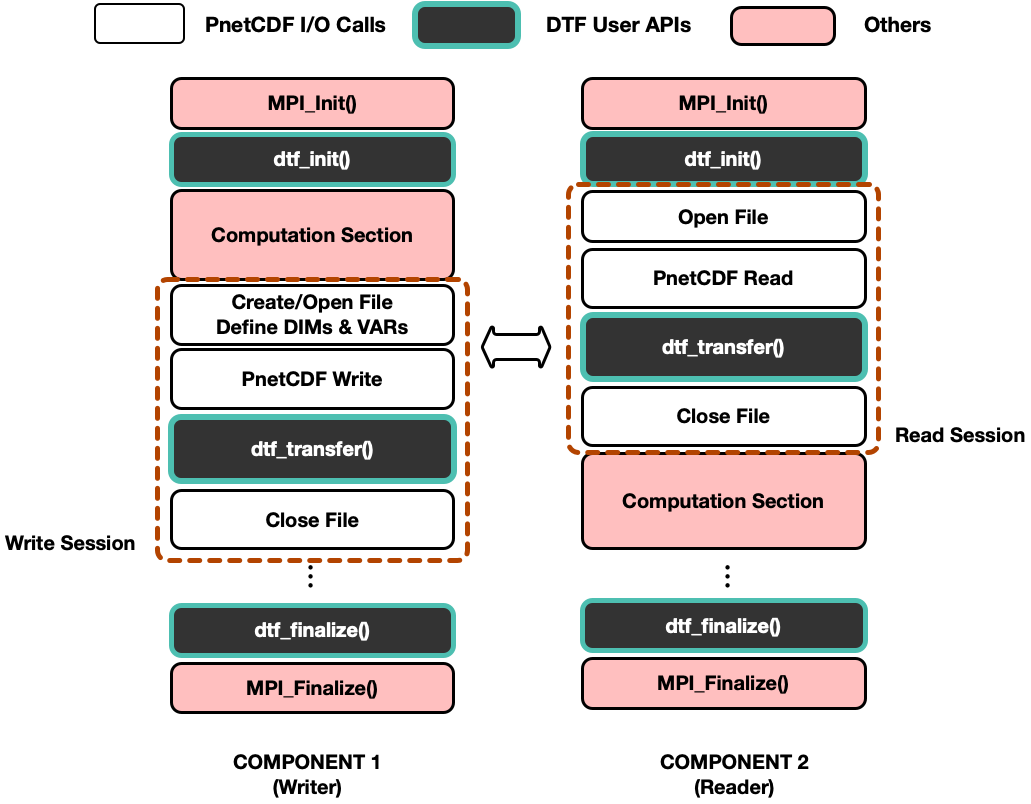 PnetCDF I/O Calls
DTF User APIs
Others
MPI_Init()
dtf_init()
Computation Section
Create/Open File
Define DIMs & VARs
PnetCDF Write
dtf_transfer()
Close File
Write Session
dtf_finalize()
MPI_Finalize()
COMPONENT 1
(Writer)
MPI_Init()
dtf_init()
Open File
PnetCDF Read
dtf_transfer()
Close File
Read Session
Computation Section
dtf_finalize()
MPI_Finalize()
COMPONENT 2
(Reader)